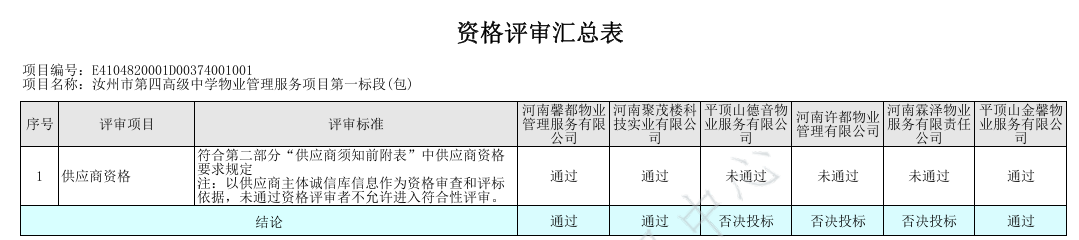 资格评审汇总表
项目编号：E4104820001D00374001001
项目名称：汝州市第四高级中学物业管理服务项目第一标段(包)
序号 评审项目 评审标准 河南馨都物业管理服务有限公司 河南聚茂楼科技实业有限公司 平顶山德音物业服务有限公司 河南许都物业管理有限公司 河南霖泽物业服务有限责任公司 平顶山金馨物业服务有限公司
1 供应商资格
符合第二部分“供应商须知前附表”中供应商资格
要求规定
注：以供应商主体诚信库信息作为资格审查和评标
依据，未通过资格评审者不允许进入符合性评审。
通过 通过 未通过 未通过 未通过 通过
结论 通过 通过 否决投标 否决投标 否决投标 通过
中心